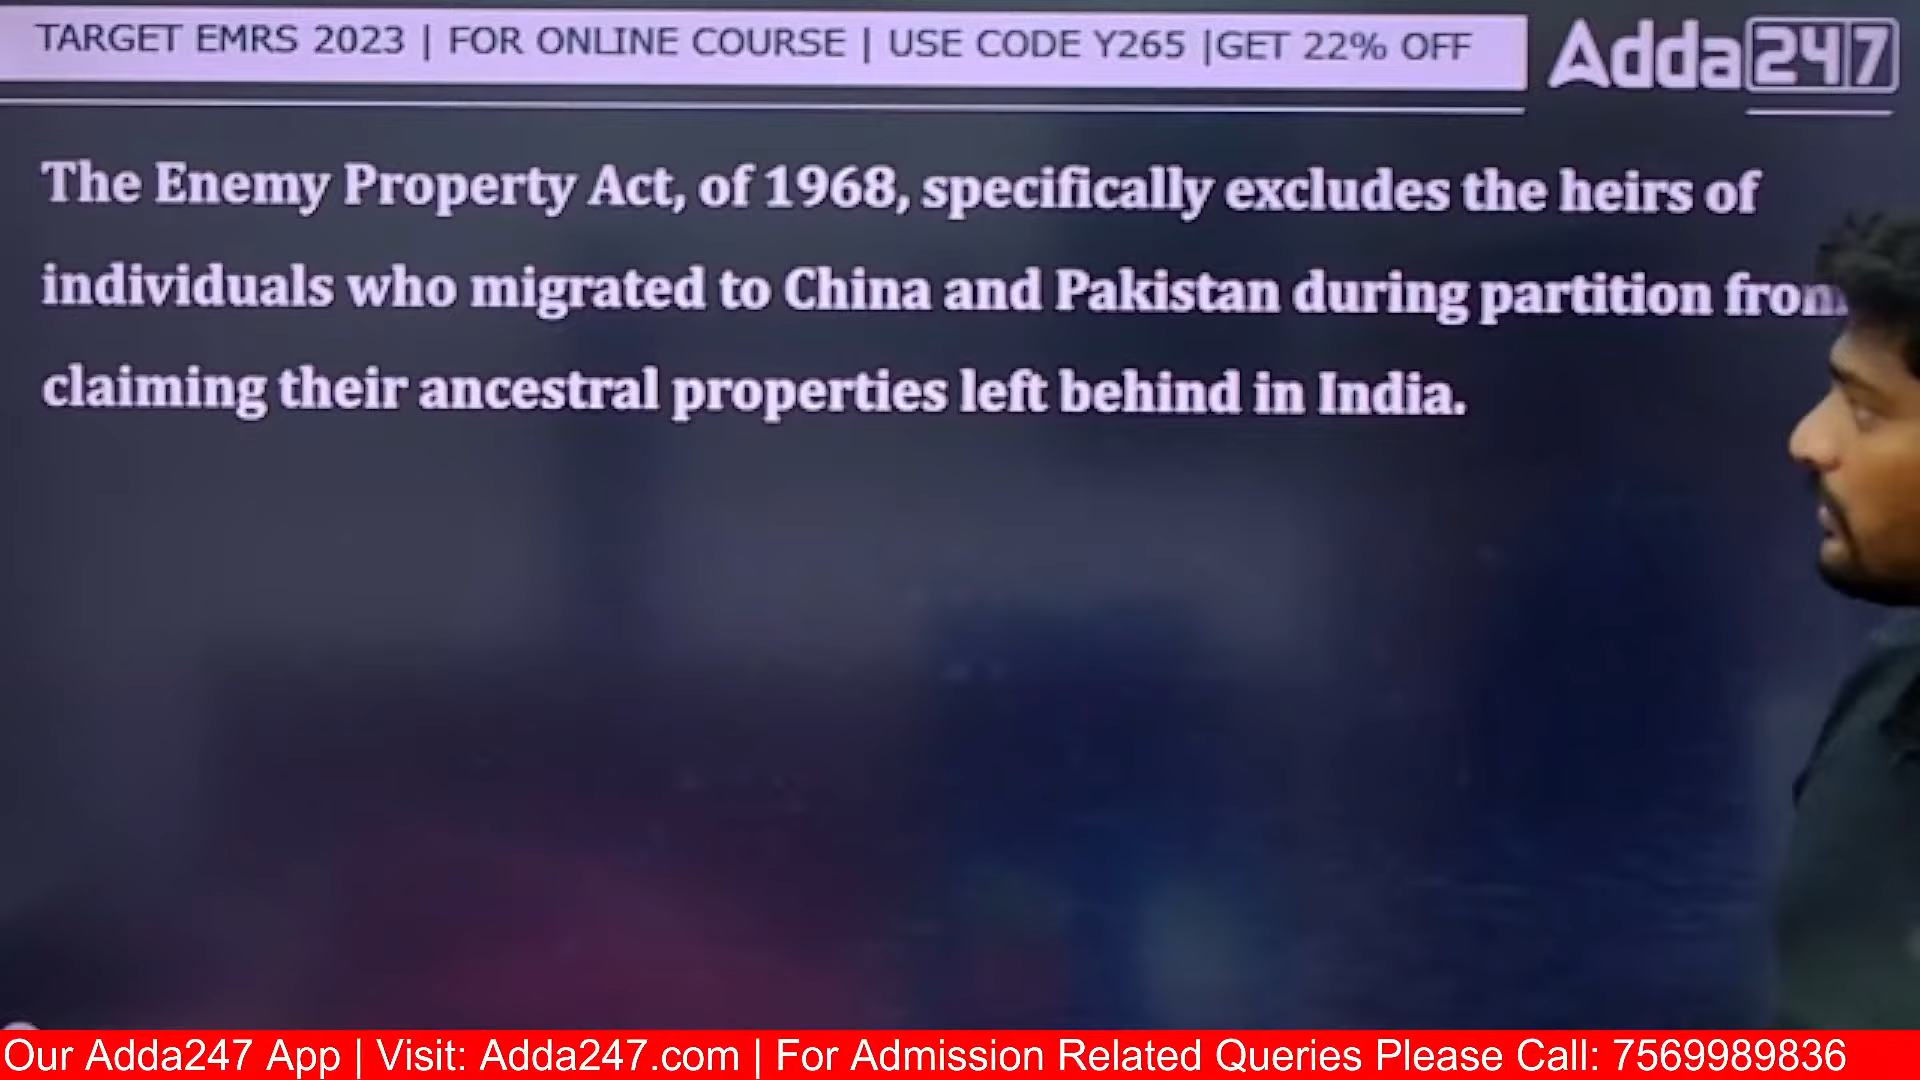 TARGET EMRS 2023 | FOR ONLINE COURSE | USE CODE Y265 |GET 22% OFF
Adda247
The Enemy Property Act, of 1968, specifically excludes the heirs of
individuals who migrated to China and Pakistan during partition from
claiming their ancestral properties left behind in India.
Our Adda247 App | Visit: Adda247.com | For Admission Related Queries Please Call: 7569989836